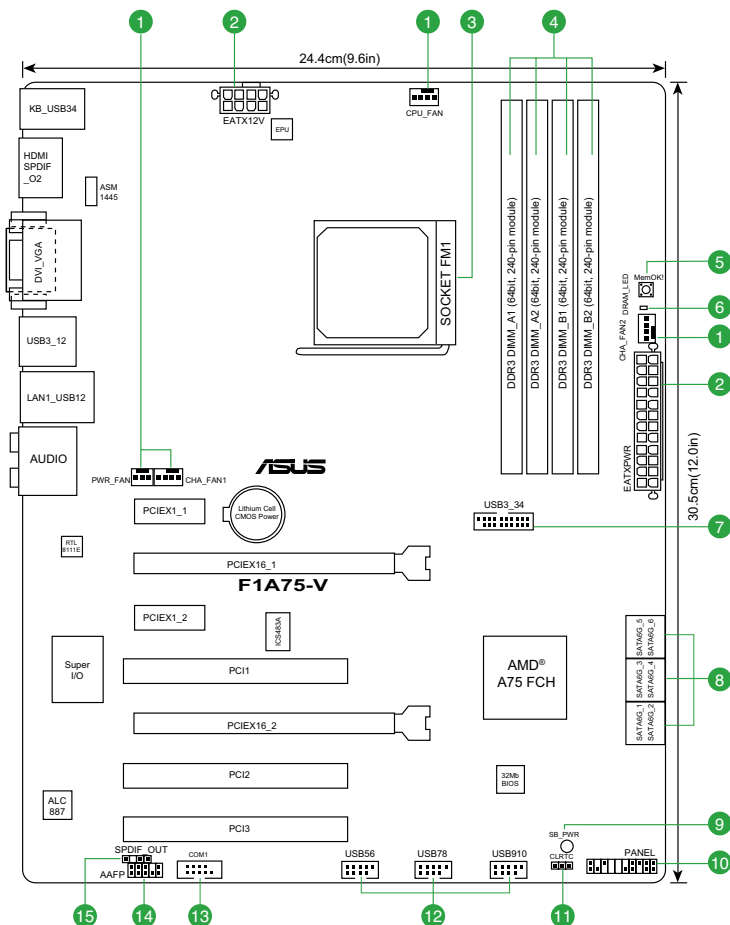 1
2
1
3
4
24.4cm(9.6in)
KB_USB34
EATX12V
EPU
CPU_FAN
HDMI
SPDIF
_O2
ASM
1445
DVI_VGA
SOCKET FM1
DDR3 DIMM_A1 (64bit, 240-pin module)
DDR3 DIMM_A2 (64bit, 240-pin module)
DDR3 DIMM_B1 (64bit, 240-pin module)
DDR3 DIMM_B2 (64bit, 240-pin module)
MemOK!
5
DRAM_LED
6
CHA_FAN2
1
USB3_12
2
LAN1_USB12
EATXPWR
30.5cm(12.0in)
AUDIO
1
PWR_FAN
CHA_FAN1
ASUS
PCIEX1_1
Lithium Cell
CMOS Power
USB3_34
7
RTL
8111E
PCIEX16_1
F1A75-V
PCIEX1_2
ICS483A
Super
I/O
PCI1
AMD®
A75 FCH
SATA6G_5
SATA6G_6
SATA6G_3
SATA6G_4
SATA6G_1
SATA6G_2
8
PCIEX16_2
PCI2
32Mb
BIOS
ALC
887
PCI3
SB_PWR
9
SPDIF_OUT
AAFP
COM1
USB56
USB78
USB910
CLRTC
PANEL
10
15
14
13
12
11